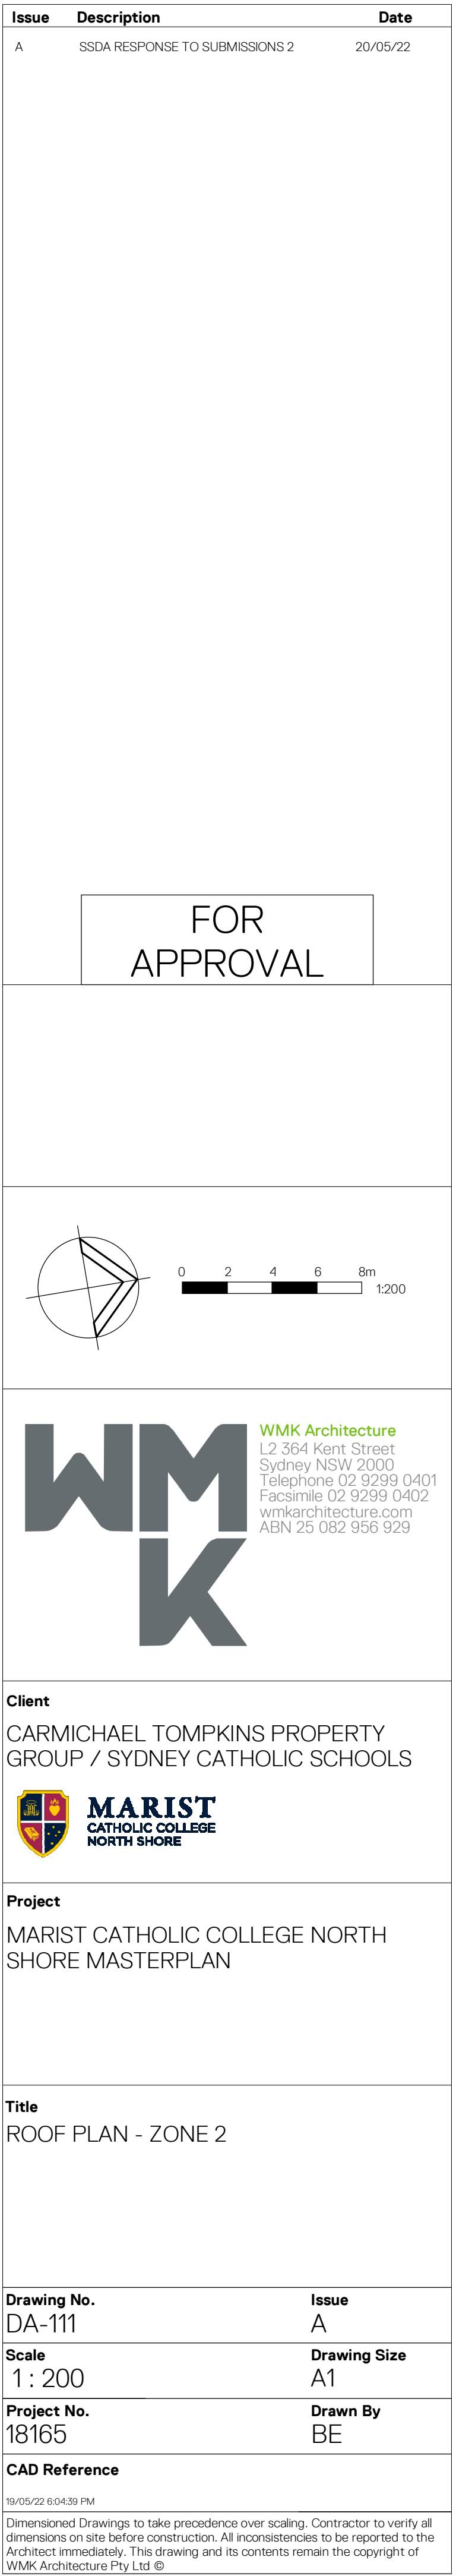 Issue Description Date
A SSDA RESPONSE TO SUBMISSIONS 2 20/05/22
FOR
APPROVAL
0 2 4 6 8m
1:200
WMK
WMK Architecture
L2 364 Kent Street
Sydney NSW 2000
Telephone 02 9299 0401
Facsimile 02 9299 0402
wmkarchitecture.com
ABN 25 082 956 929
Client
CARMICHAEL TOMPKINS PROPERTY
GROUP / SYDNEY CATHOLIC SCHOOLS
MARIST
CATHOLIC COLLEGE
NORTH SHORE
Project
MARIST CATHOLIC COLLEGE NORTH
SHORE MASTERPLAN
Title
ROOF PLAN - ZONE 2
Drawing No. Issue
DA-111 A
Scale Drawing Size
1 : 200 A1
Project No. Drawn By
18165 BE
CAD Reference
19/05/22 6:04:39 PM
Dimensioned Drawings to take precedence over scaling. Contractor to verify all
dimensions on site before construction. All inconsistencies to be reported to the
Architect immediately. This drawing and its contents remain the copyright of
WMK Architecture Pty Ltd ©